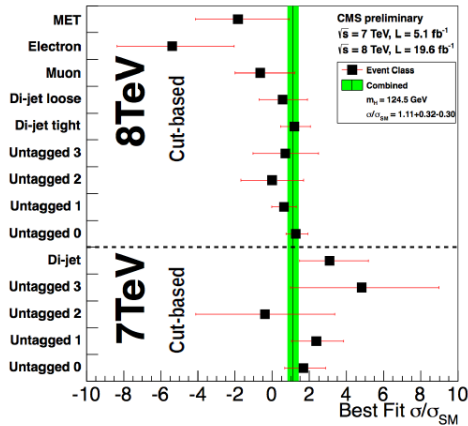 MET
Electron
Muon
Di-jet loose
Di-jet tight
Untagged 3
Untagged 2
Untagged 1
Untagged 0
Di-jet
Untagged 3
Untagged 2
Untagged 1
Untagged 0
8TeV
Cut-based
7TeV
Cut-based
CMS preliminary
√s = 7 TeV, L = 5.1 fb⁻¹
√s = 8 TeV, L = 19.6 fb⁻¹
Event Class
Combined
m_H = 124.5 GeV
σ/σ_SM = 1.11+0.32-0.30
-10 -8 -6 -4 -2 0 2 4 6 8 10
Best Fit σ/σ_SM